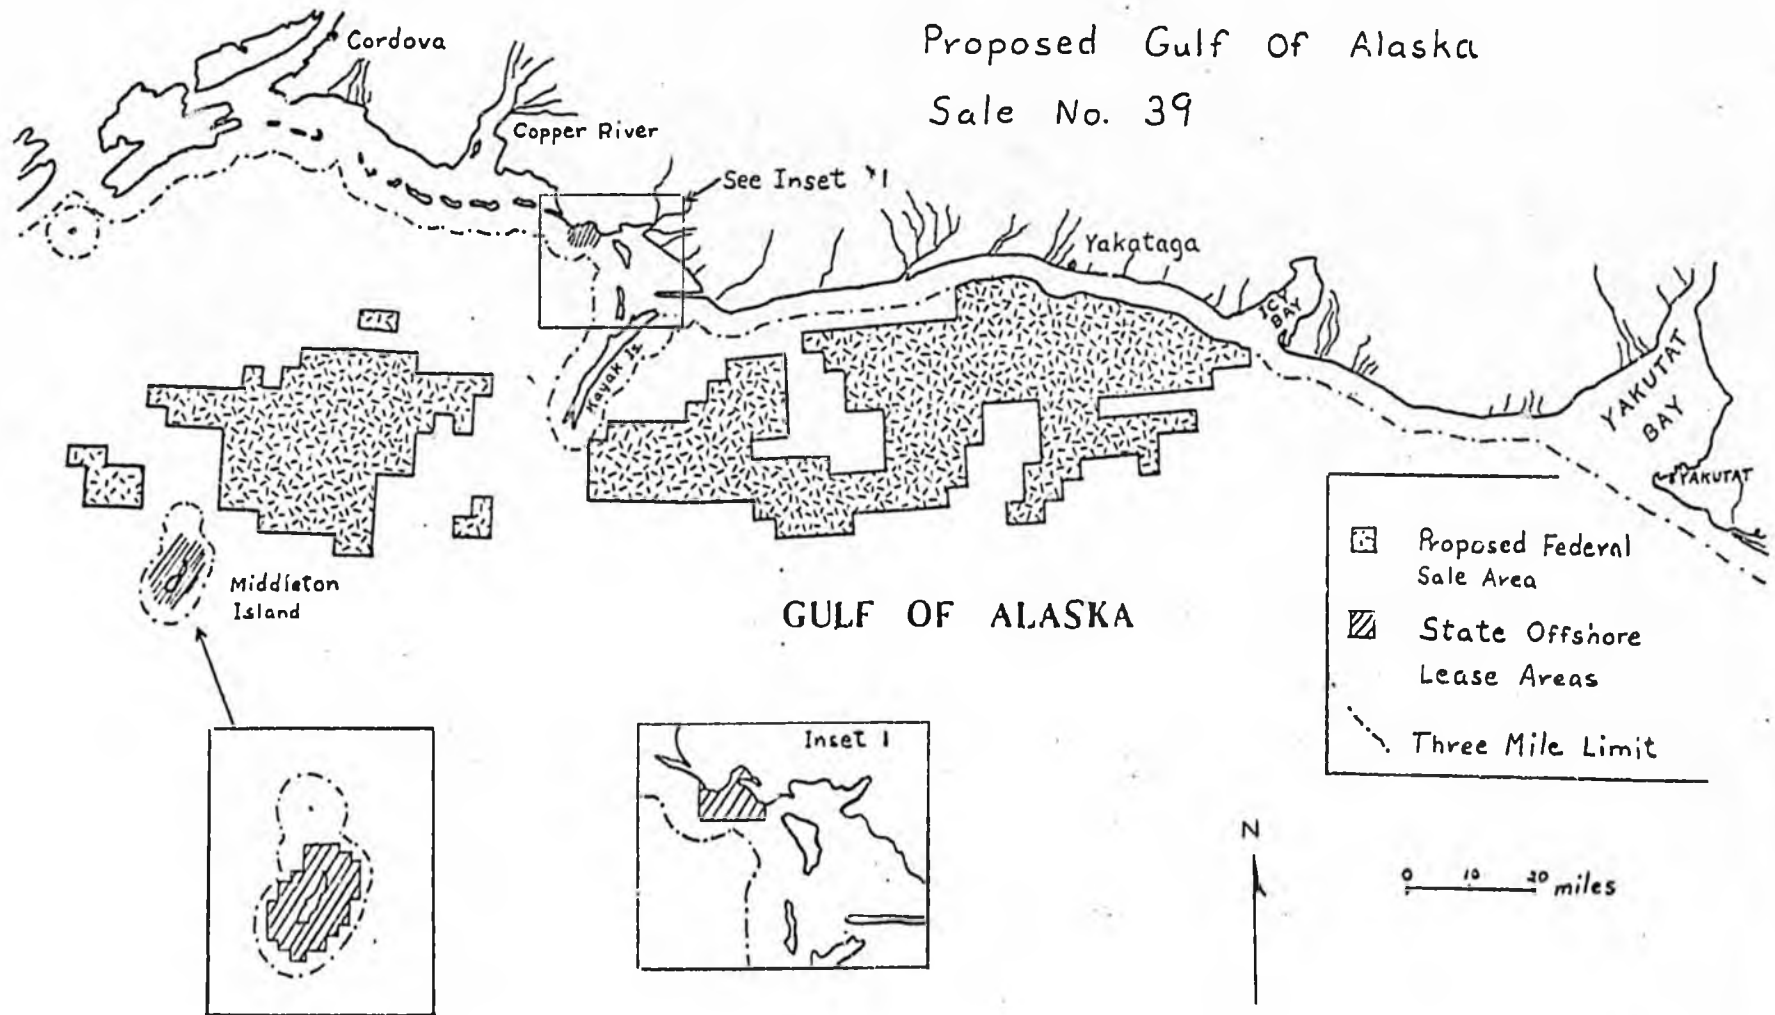 Proposed Gulf Of Alaska
Sale No. 39
Cordova
Copper River
See Inset #1
Yakataga
ICY
BAY
Kayak Is
YAKUTAT
BAY
YAKUTAT
Middleton
Island
GULF OF ALASKA
Proposed Federal
Sale Area
State Offshore
Lease Areas
Three Mile Limit
Inset 1
N
0 10 20 miles